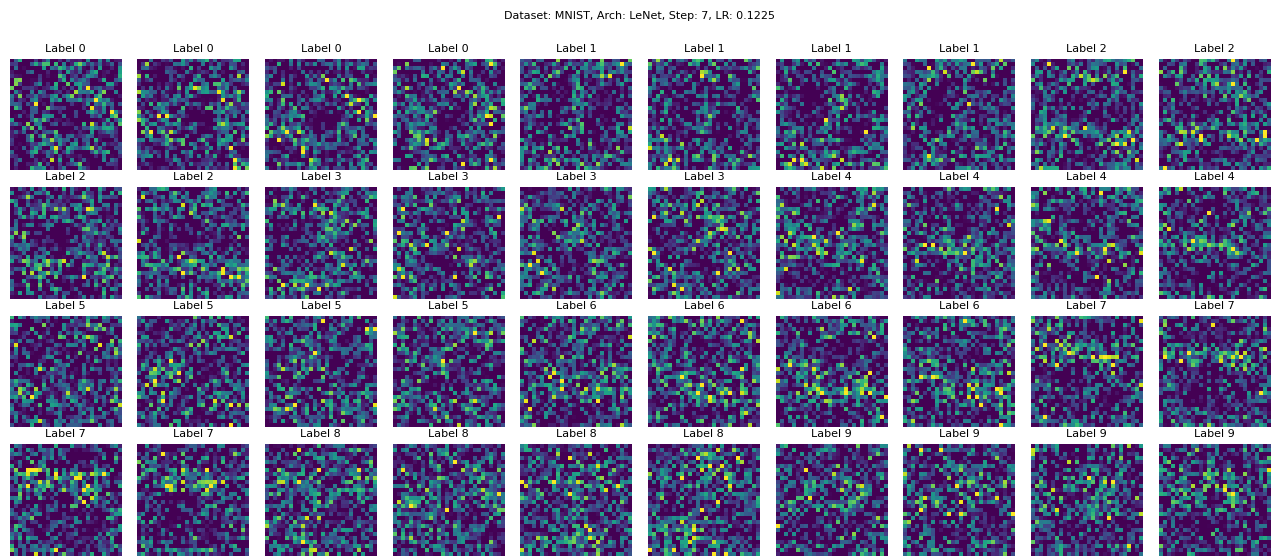 Dataset: MNIST, Arch: LeNet, Step: 7, LR: 0.1225
Label 0 Label 0 Label 0 Label 0 Label 1 Label 1 Label 1 Label 1 Label 2 Label 2
Label 2 Label 2 Label 3 Label 3 Label 3 Label 3 Label 4 Label 4 Label 4 Label 4
Label 5 Label 5 Label 5 Label 5 Label 6 Label 6 Label 6 Label 6 Label 7 Label 7
Label 7 Label 7 Label 8 Label 8 Label 8 Label 8 Label 9 Label 9 Label 9 Label 9